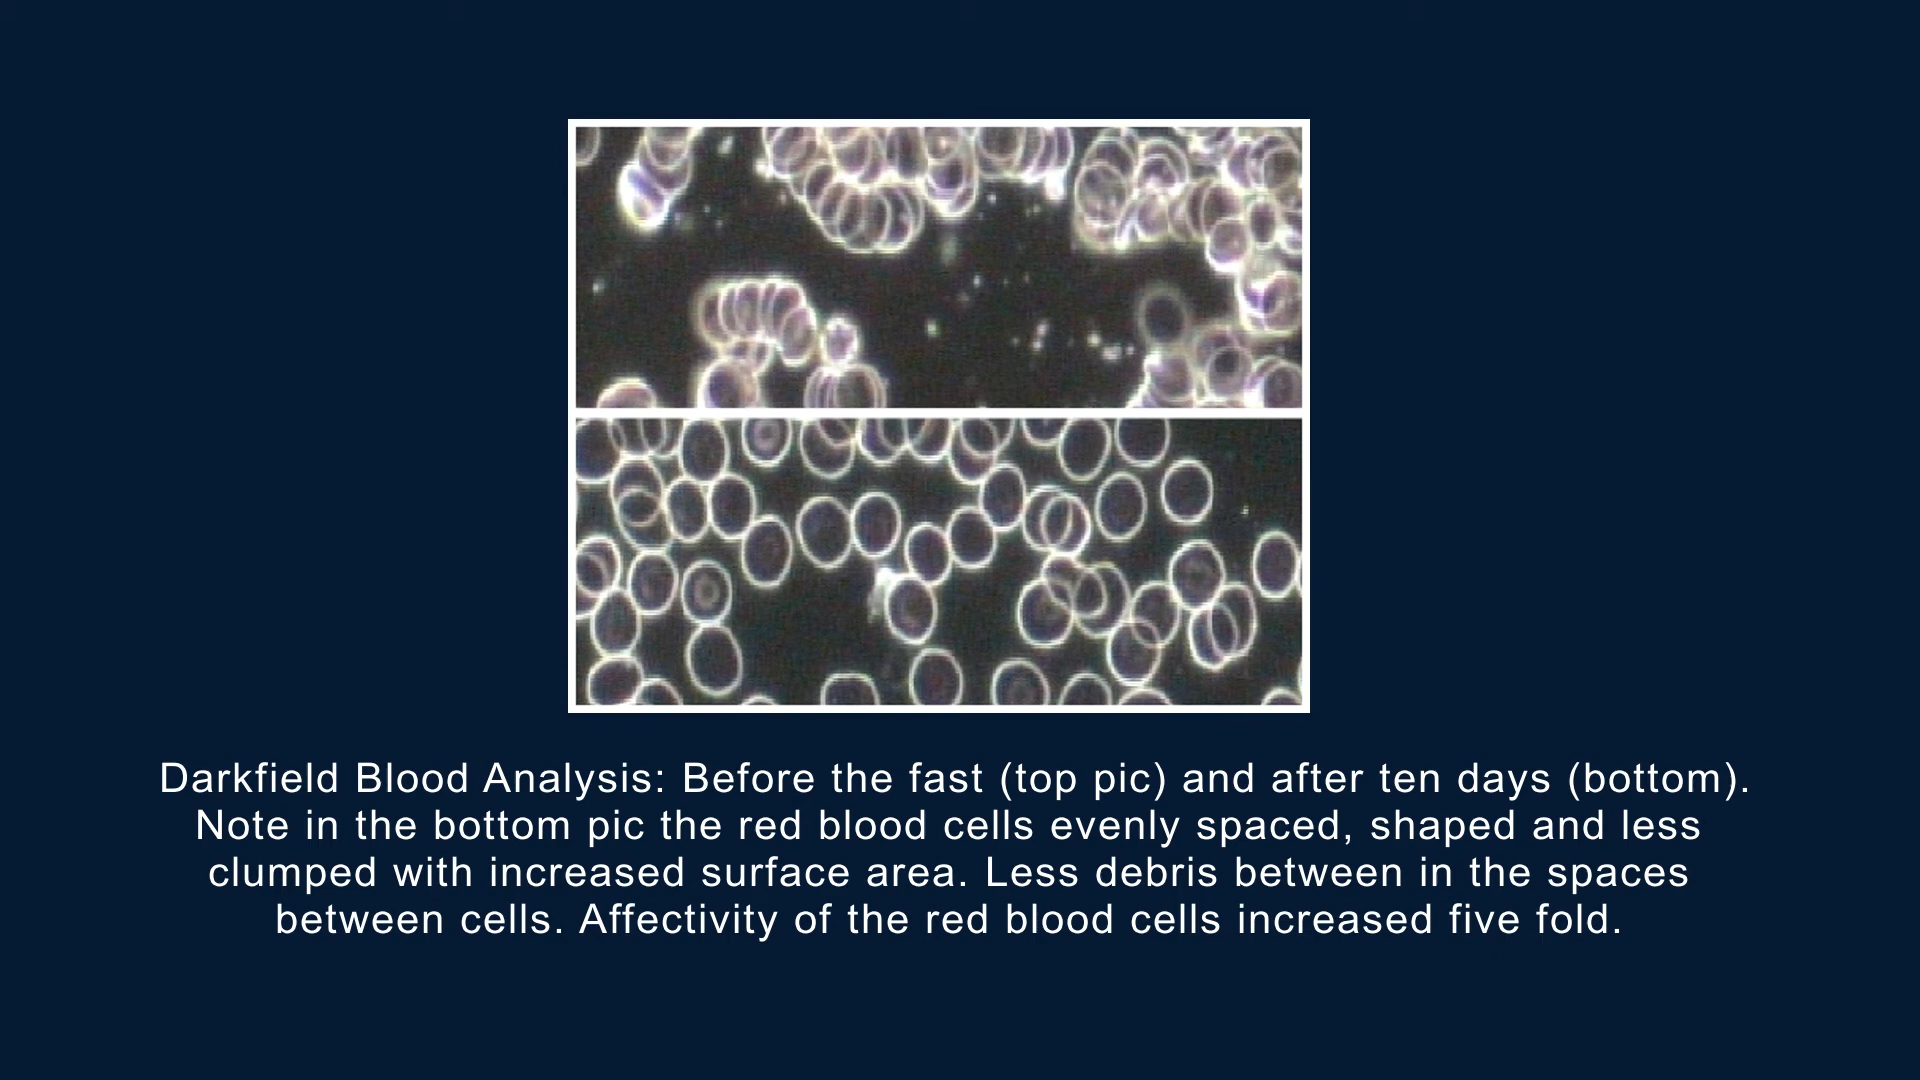 Darkfield Blood Analysis: Before the fast (top pic) and after ten days (bottom).
Note in the bottom pic the red blood cells evenly spaced, shaped and less
clumped with increased surface area. Less debris between in the spaces
between cells. Affectivity of the red blood cells increased five fold.